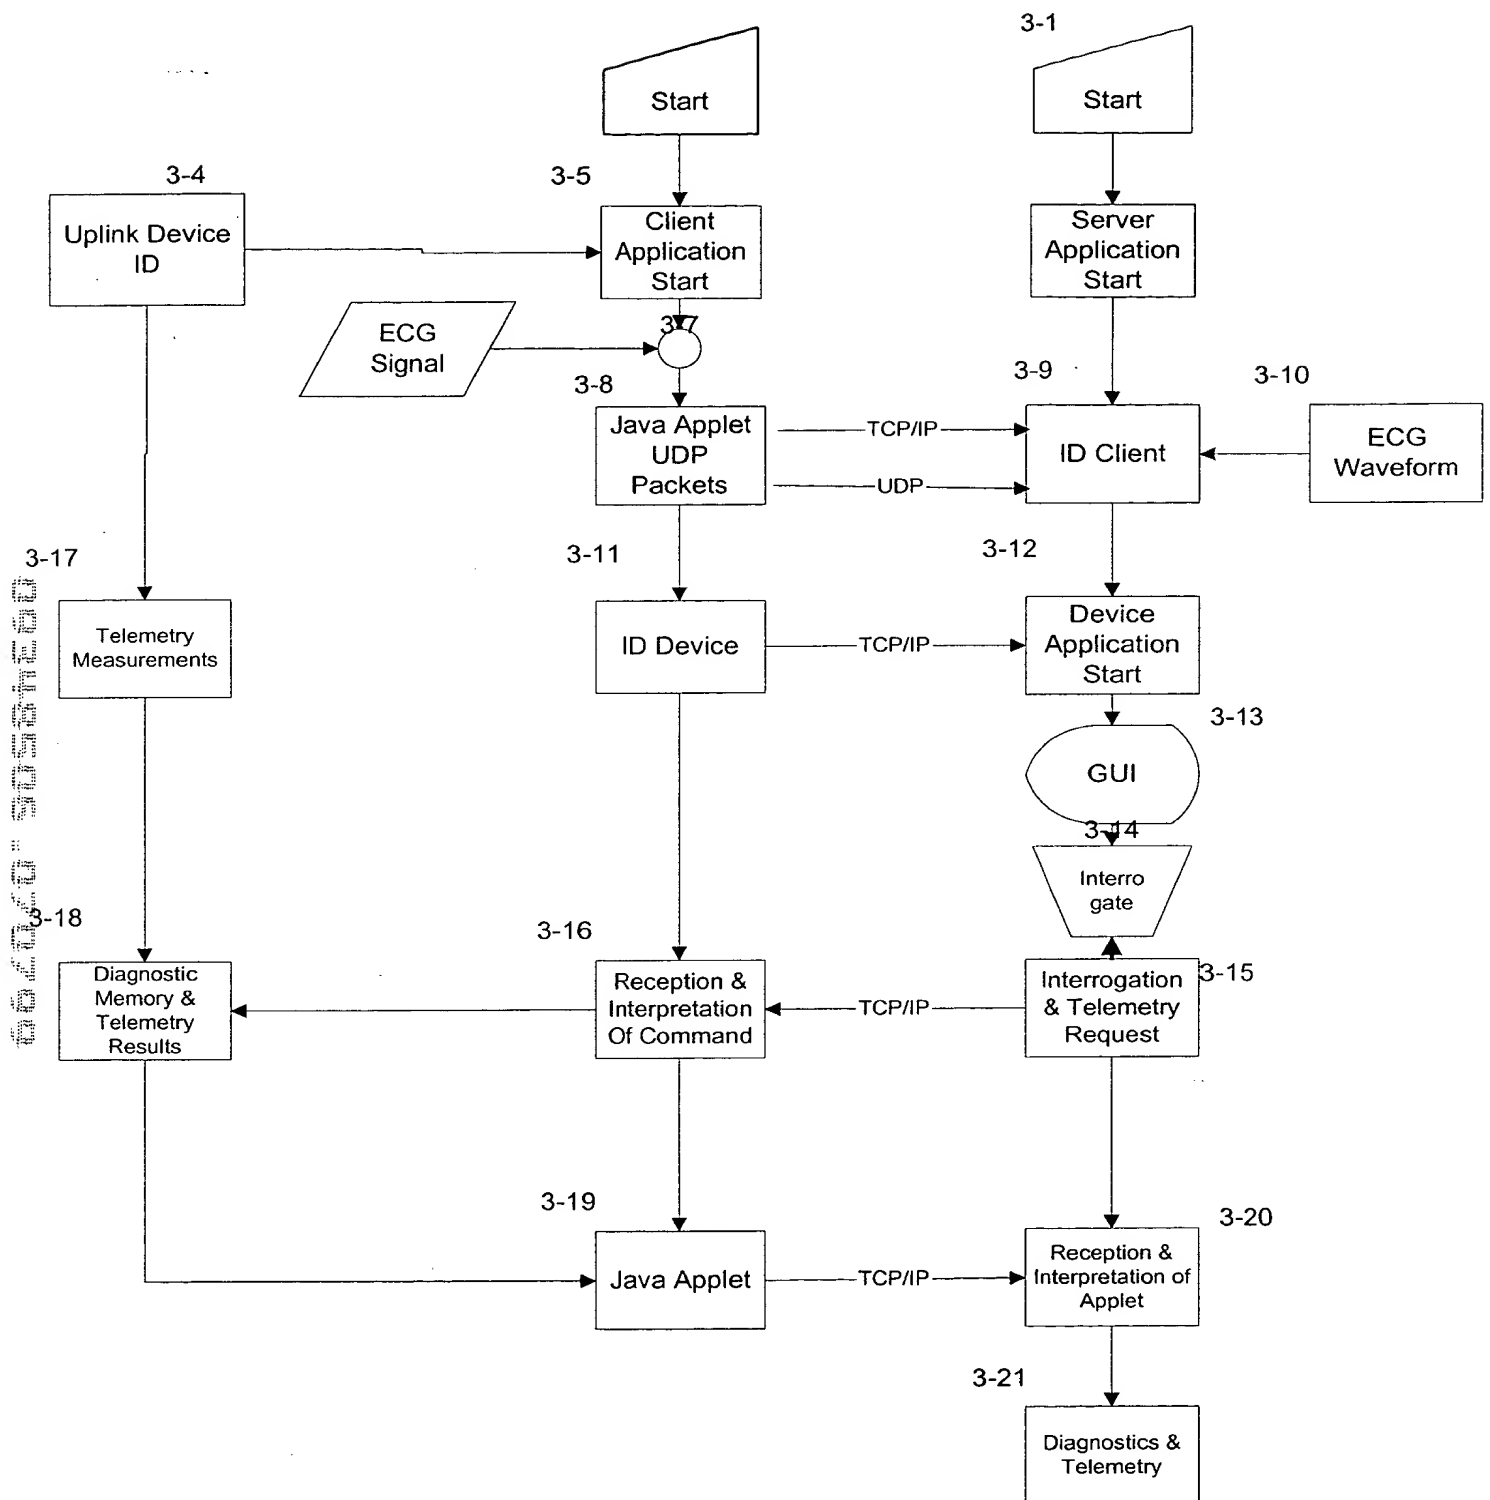 3-1
Start
Start
3-4
3-5
Uplink Device
ID
Client
Application
Start
Server
Application
Start
ECG
Signal
3-7
3-8
3-9
3-10
Java Applet
UDP
Packets
TCP/IP
UDP
ID Client
ECG
Waveform
3-17
3-11
3-12
Telemetry
Measurements
ID Device
TCP/IP
Device
Application
Start
3-13
GUI
3-14
Interro
gate
3-18
3-16
3-15
Diagnostic
Memory &
Telemetry
Results
Reception &
Interpretation
Of Command
TCP/IP
Interrogation
& Telemetry
Request
3-19
3-20
Java Applet
TCP/IP
Reception &
Interpretation of
Applet
3-21
Diagnostics &
Telemetry